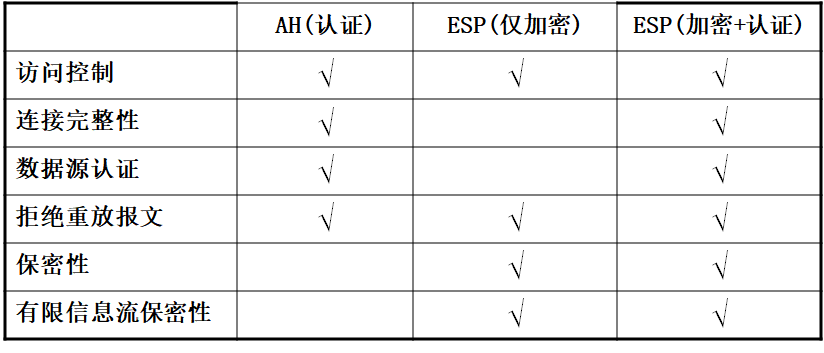 AH(认证) ESP(仅加密) ESP(加密+认证)
访问控制 √ √ √
连接完整性 √ √
数据源认证 √ √
拒绝重放报文 √ √ √
保密性 √ √
有限信息流保密性 √ √